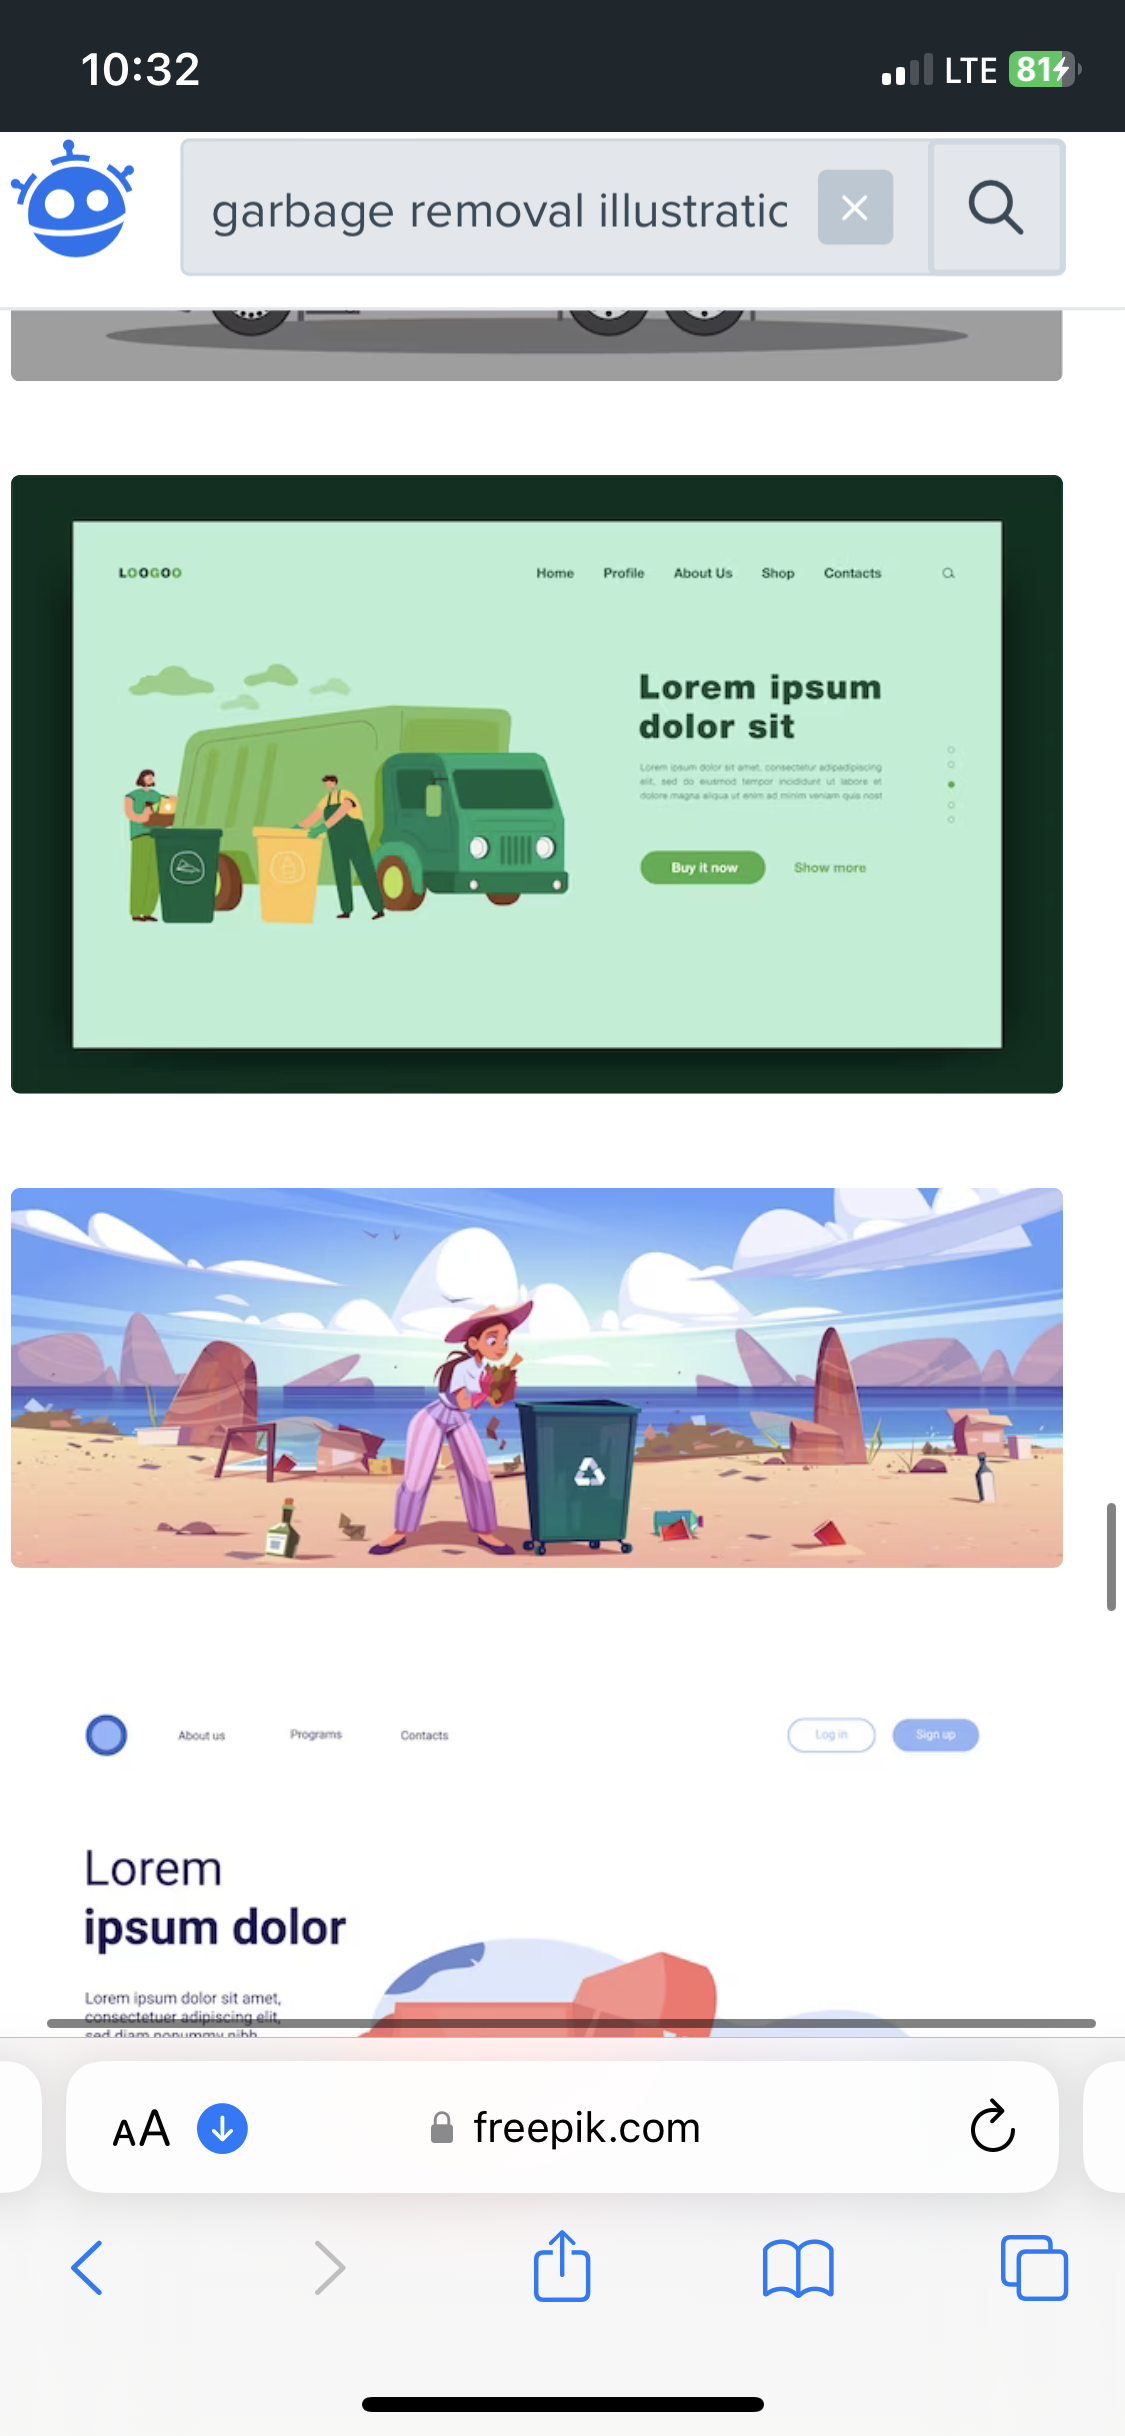 10:32
LTE 81
garbage removal illustratic
LOOGOO
Home Profile About Us Shop Contacts
Lorem ipsum
dolor sit
Lorem ipsum dolor sit amet, consectetur adipadipiscing
elit, sed do eiusmod tempor incididunt ut labore et
dolore magna aliqua ut enim ad minim veniam quis nost
Buy it now Show more
About us Programs Contacts Log in Sign up
Lorem
ipsum dolor
Lorem ipsum dolor sit amet,
consectetuer adipiscing elit,
sed diam nonummy nibh
AA freepik.com